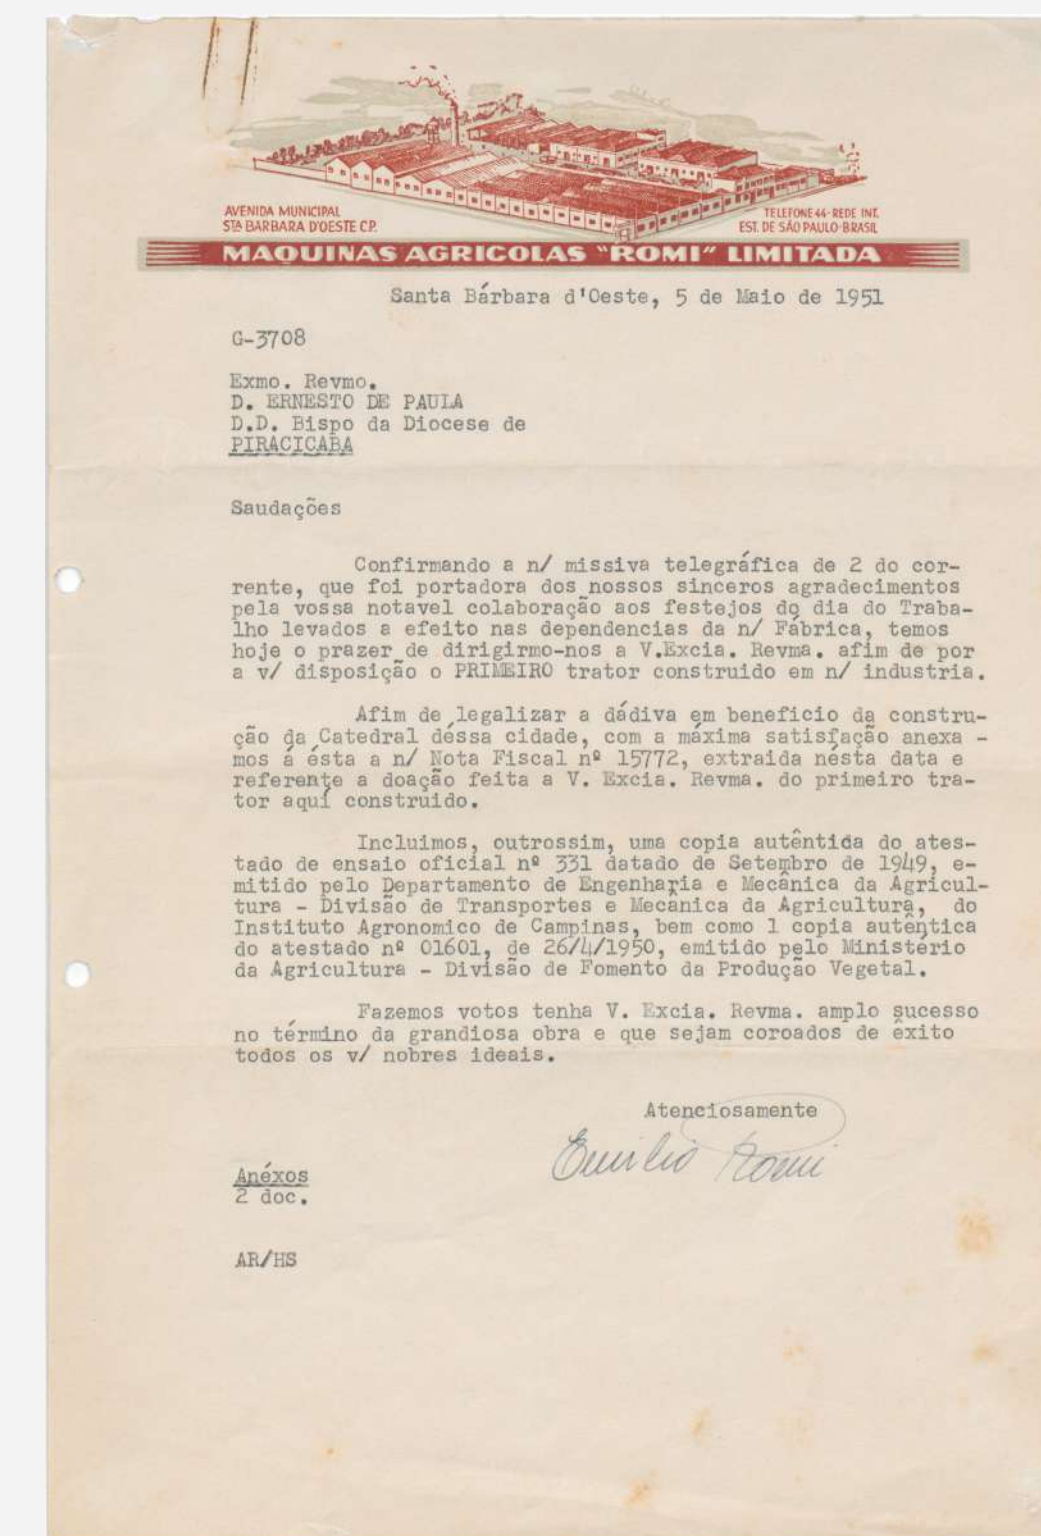 AVENIDA MUNICIPAL
STA BARBARA D'OESTE C.P.
TELEFONE 44-REDE INT.
EST. DE SÃO PAULO-BRASIL
MAQUINAS AGRICOLAS "ROMI" LIMITADA
Santa Bárbara d'Oeste, 5 de Maio de 1951
G-3708
Exmo. Revmo.
D. ERNESTO DE PAULA
D.D. Bispo da Diocese de
PIRACICABA
Saudações
Confirmando a n/ missiva telegráfica de 2 do cor-
rente, que foi portadora dos nossos sinceros agradecimentos
pela vossa notavel colaboração aos festejos do dia do Traba-
lho levados a efeito nas dependencias da n/ Fábrica, temos
hoje o prazer de dirigirmo-nos a V.Excia. Revma. afim de por
a v/ disposição o PRIMEIRO trator construido em n/ industria.
Afim de legalizar a dádiva em beneficio da constru-
ção da Catedral déssa cidade, com a máxima satisfação anexa -
mos á ésta a n/ Nota Fiscal nº 15772, extraida nésta data e
referente a doação feita a V. Excia. Revma. do primeiro tra-
tor aquí construido.
Incluimos, outrossim, uma copia autêntica do ates-
tado de ensaio oficial nº 331 datado de Setembro de 1949, e-
mitido pelo Departamento de Engenharia e Mecânica da Agricul-
tura - Divisão de Transportes e Mecânica da Agricultura, do
Instituto Agronomico de Campinas, bem como 1 copia autêntica
do atestado nº 01601, de 26/4/1950, emitido pelo Ministério
da Agricultura - Divisão de Fomento da Produção Vegetal.
Fazemos votos tenha V. Excia. Revma. amplo sucesso
no término da grandiosa obra e que sejam coroados de êxito
todos os v/ nobres ideais.
Atenciosamente
Emilio Romi
Anéxos
2 doc.
AR/HS